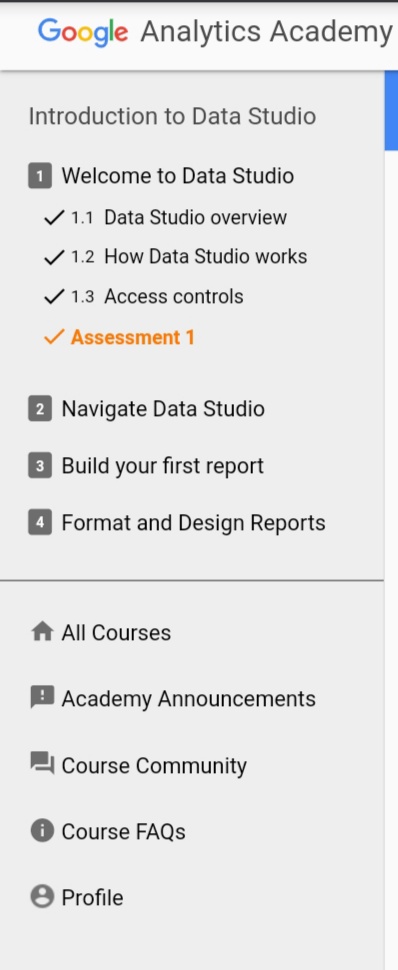 Google Analytics Academy
Introduction to Data Studio
1 Welcome to Data Studio
1.1 Data Studio overview
1.2 How Data Studio works
1.3 Access controls
Assessment 1
2 Navigate Data Studio
3 Build your first report
4 Format and Design Reports
All Courses
Academy Announcements
Course Community
Course FAQs
Profile